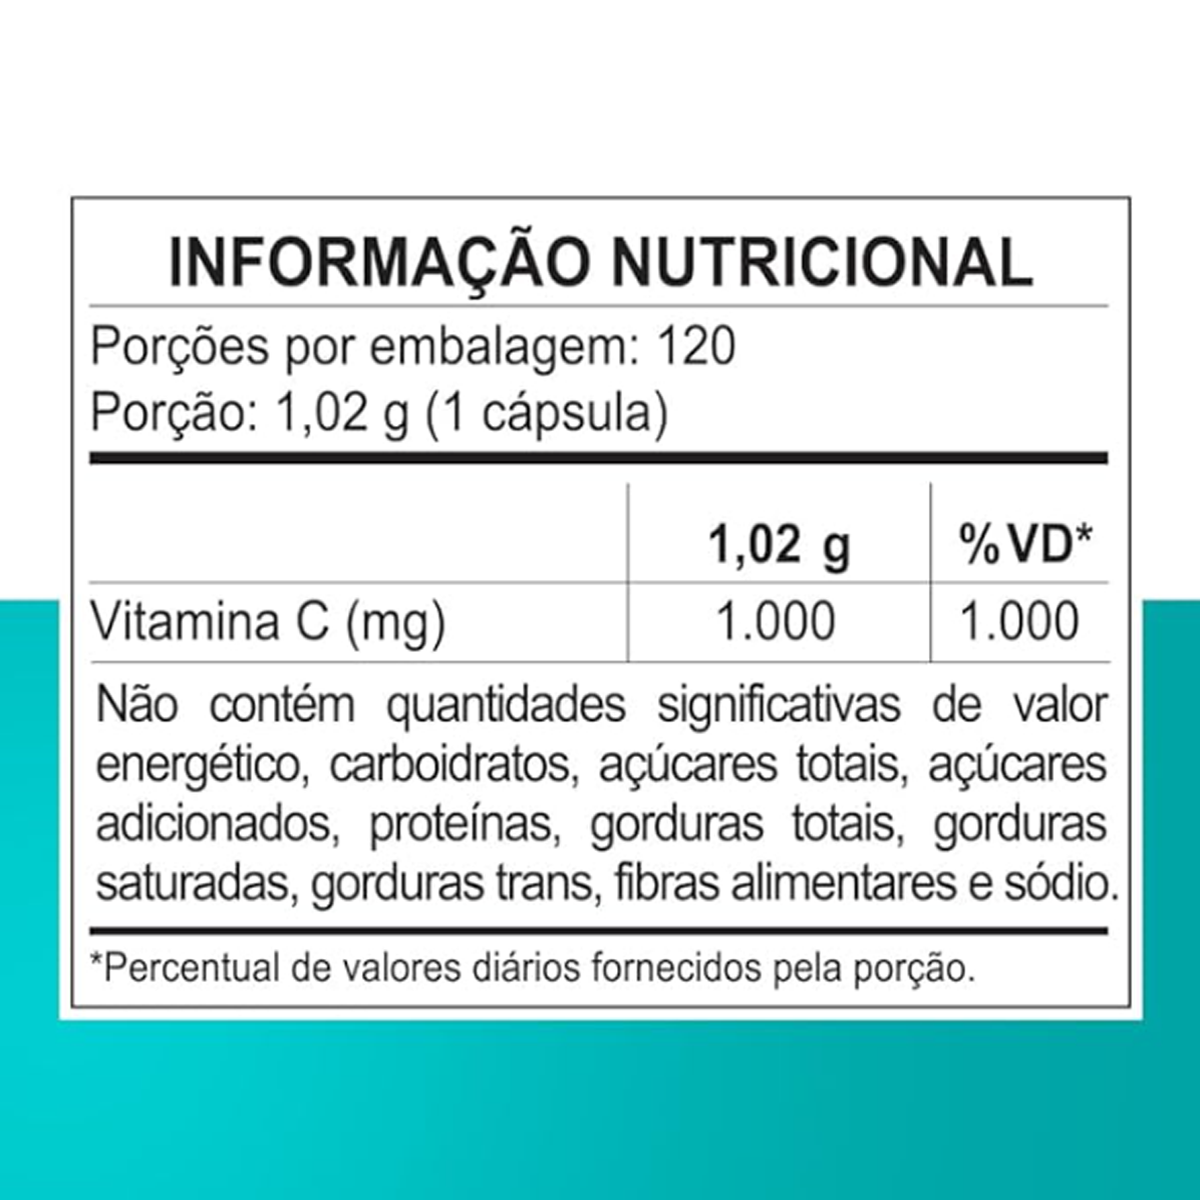 INFORMAÇÃO NUTRICIONAL
Porções por embalagem: 120
Porção: 1,02 g (1 cápsula)
1,02 g %VD*
Vitamina C (mg) 1.000 1.000
Não contém quantidades significativas de valor
energético, carboidratos, açúcares totais, açúcares
adicionados, proteínas, gorduras totais, gorduras
saturadas, gorduras trans, fibras alimentares e sódio.
*Percentual de valores diários fornecidos pela porção.